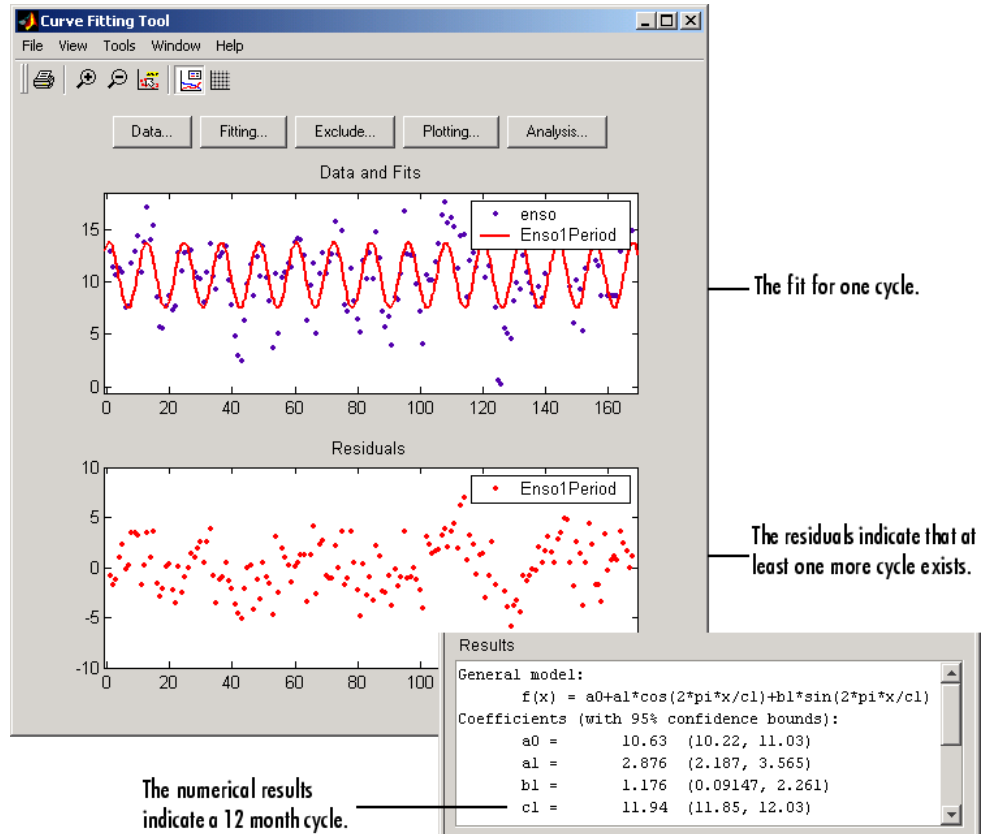 Curve Fitting Tool
File View Tools Window Help
Data... Fitting... Exclude... Plotting... Analysis...
Data and Fits
enso
Enso1Period
15
10
5
0
0 20 40 60 80 100 120 140 160
The fit for one cycle.
Residuals
Enso1Period
10
5
0
-5
-10
0 20 40 60 80 100
The residuals indicate that at
least one more cycle exists.
Results
General model:
f(x) = a0+a1*cos(2*pi*x/c1)+b1*sin(2*pi*x/c1)
Coefficients (with 95% confidence bounds):
a0 = 10.63 (10.22, 11.03)
a1 = 2.876 (2.187, 3.565)
b1 = 1.176 (0.09147, 2.261)
c1 = 11.94 (11.85, 12.03)
The numerical results
indicate a 12 month cycle.